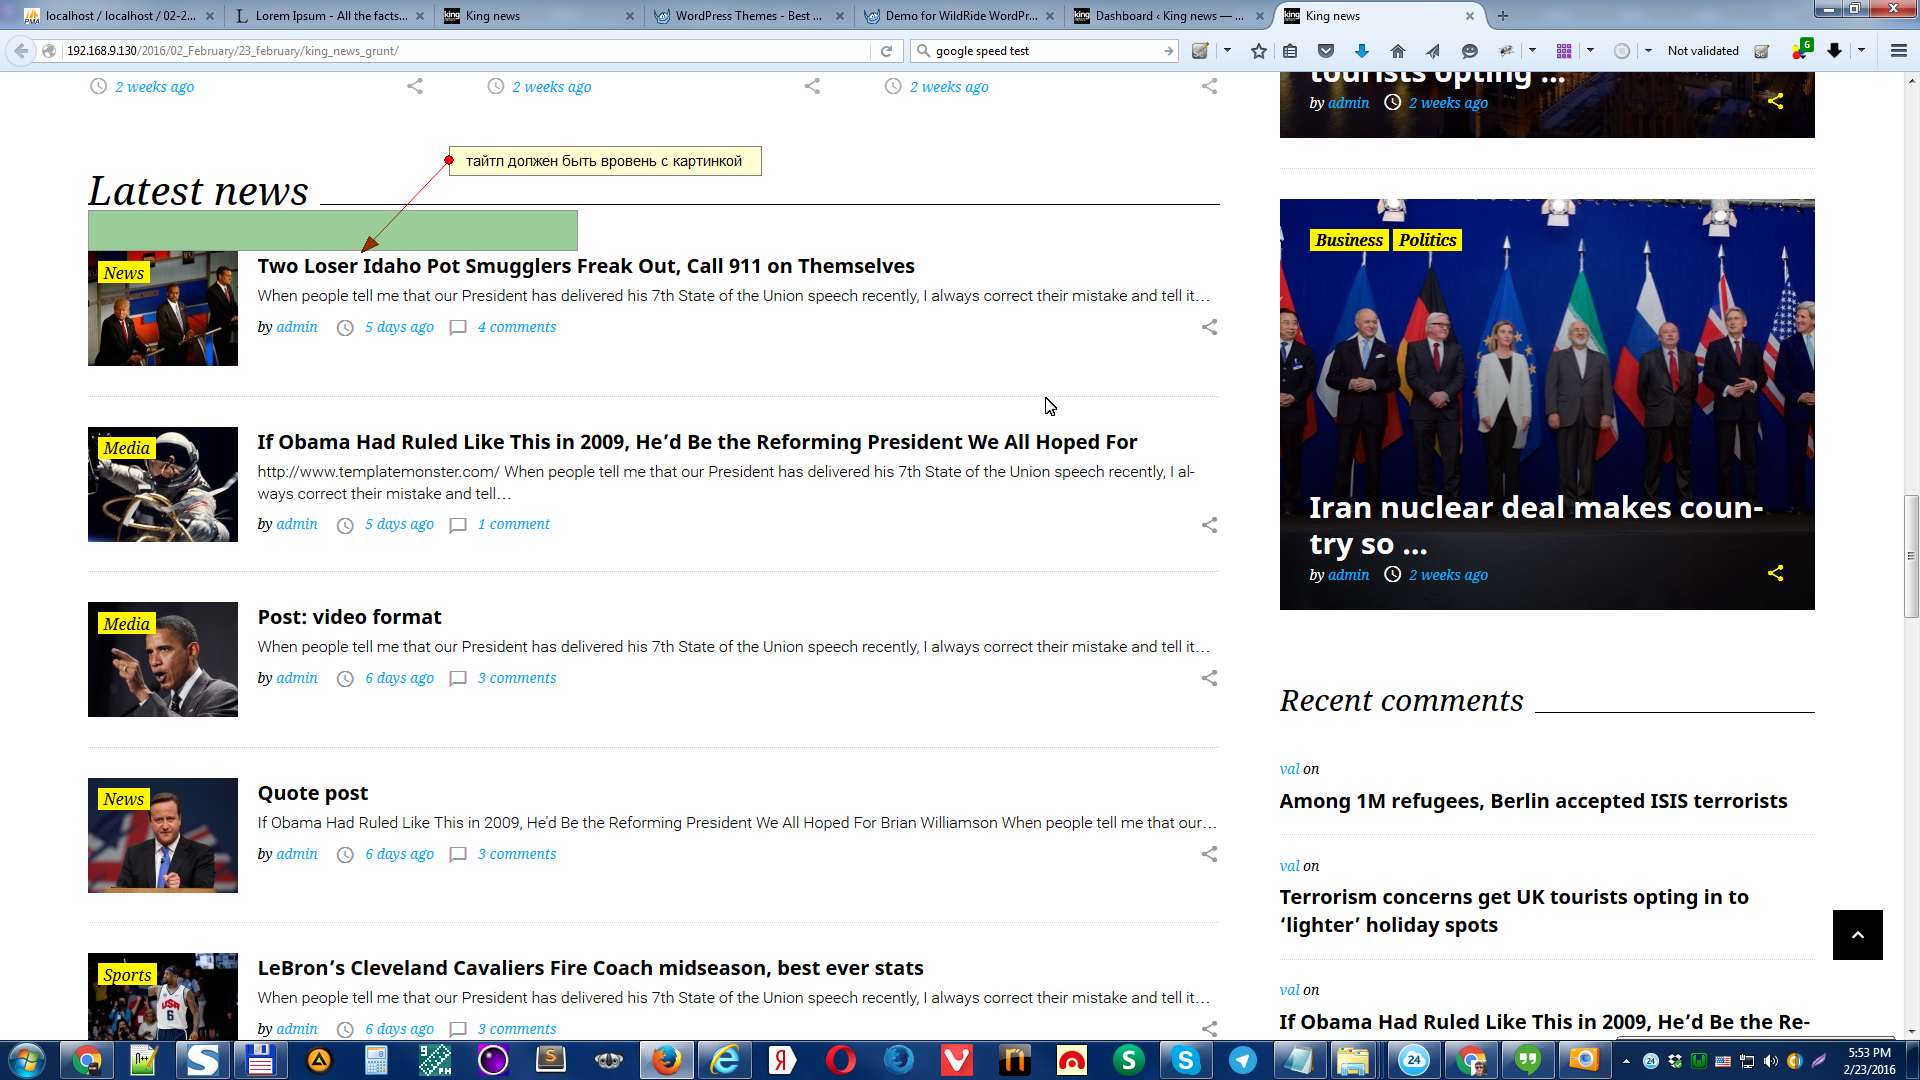 localhost / localhost / 02-2...
Lorem Ipsum - All the facts...
King news
WordPress Themes - Best ...
Demo for WildRide WordPr...
Dashboard ‹ King news — ...
King news
192.168.9.130/2016/02_February/23_february/king_news_grunt/
google speed test
Not validated
6
2 weeks ago
2 weeks ago
2 weeks ago
тайтл должен быть вровень с картинкой
Latest news
News
Two Loser Idaho Pot Smugglers Freak Out, Call 911 on Themselves
When people tell me that our President has delivered his 7th State of the Union speech recently, I always correct their mistake and tell it…
by admin 5 days ago 4 comments
Media
If Obama Had Ruled Like This in 2009, He’d Be the Reforming President We All Hoped For
http://www.templatemonster.com/ When people tell me that our President has delivered his 7th State of the Union speech recently, I al-
ways correct their mistake and tell…
by admin 5 days ago 1 comment
Media
Post: video format
When people tell me that our President has delivered his 7th State of the Union speech recently, I always correct their mistake and tell it…
by admin 6 days ago 3 comments
News
Quote post
If Obama Had Ruled Like This in 2009, He’d Be the Reforming President We All Hoped For Brian Williamson When people tell me that our…
by admin 6 days ago 3 comments
Sports
LeBron’s Cleveland Cavaliers Fire Coach midseason, best ever stats
When people tell me that our President has delivered his 7th State of the Union speech recently, I always correct their mistake and tell it…
by admin 6 days ago 3 comments
tourists opting ...
by admin 2 weeks ago
Business Politics
Iran nuclear deal makes coun-
try so ...
by admin 2 weeks ago
Recent comments
val on
Among 1M refugees, Berlin accepted ISIS terrorists
val on
Terrorism concerns get UK tourists opting in to
‘lighter’ holiday spots
val on
If Obama Had Ruled Like This in 2009, He’d Be the Re-
5:53 PM
2/23/2016